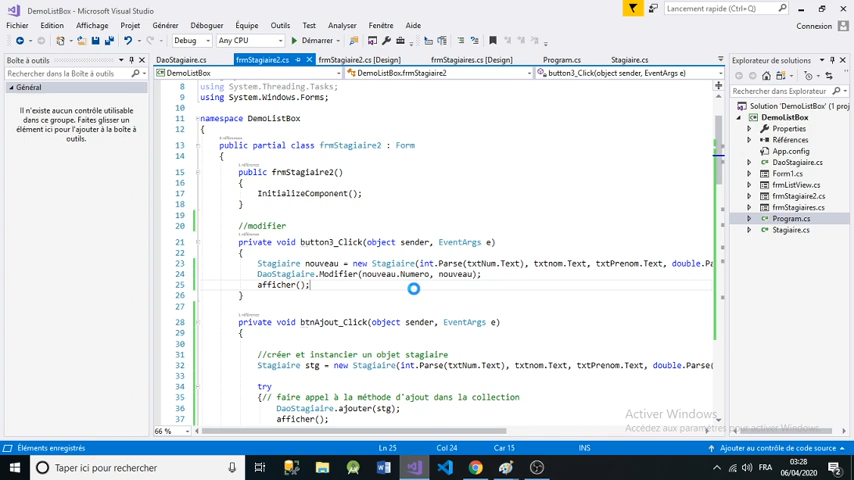 DemoListBox - Microsoft Visual Studio
Lancement rapide (Ctrl+Q)
Fichier Edition Affichage Projet Générer Déboguer Équipe Outils Test Analyser Fenêtre Aide
Connexion
Debug Any CPU Démarrer
Boîte à outils
DaoStagiaire.cs frmStagiaire2.cs frmStagiaire2.cs [Design] frmStagiaires.cs [Design] Program.cs Stagiaire.cs
Explorateur de solutions
Rechercher dans Boîte à outils
DemoListBox DemoListBox.frmStagiaire2 button3_Click(object sender, EventArgs e)
Général
Il n'existe aucun contrôle utilisable
dans ce groupe. Faites glisser un
élément ici pour l'ajouter à la boîte à
outils.
8 using System.Threading.Tasks;
9 using System.Windows.Forms;
10
11 namespace DemoListBox
12 {
13 public partial class frmStagiaire2 : Form
14 {
15 public frmStagiaire2()
16 {
17 InitializeComponent();
18 }
19
20 //modifier
21 private void button3_Click(object sender, EventArgs e)
22 {
23 Stagiaire nouveau = new Stagiaire(int.Parse(txtNum.Text), txtnom.Text, txtPrenom.Text, double.Pa
24 DaoStagiaire.Modifier(nouveau.Numero, nouveau);
25 afficher();
26 }
27
28 private void btnAjout_Click(object sender, EventArgs e)
29 {
30
31 //créer et instancier un objet stagiaire
32 Stagiaire stg = new Stagiaire(int.Parse(txtNum.Text), txtnom.Text, txtPrenom.Text, double.Parse(
33
34 try
35 {// faire appel à la méthode d'ajout dans la collection
36 DaoStagiaire.ajouter(stg);
37 afficher();
Rechercher dans Explorateur
Solution 'DemoListBox' (1 proj
DemoListBox
Properties
Références
App.config
DaoStagiaire.cs
Form1.cs
frmListView.cs
frmStagiaire2.cs
frmStagiaires.cs
Program.cs
Stagiaire.cs
Activer Windows
Accédez aux paramètres pour activer Windows.
66 %
Éléments enregistrés Ln 25 Col 24 Car 15 INS Ajouter au contrôle de code source
Taper ici pour rechercher
FRA
03:28
06/04/2020
2